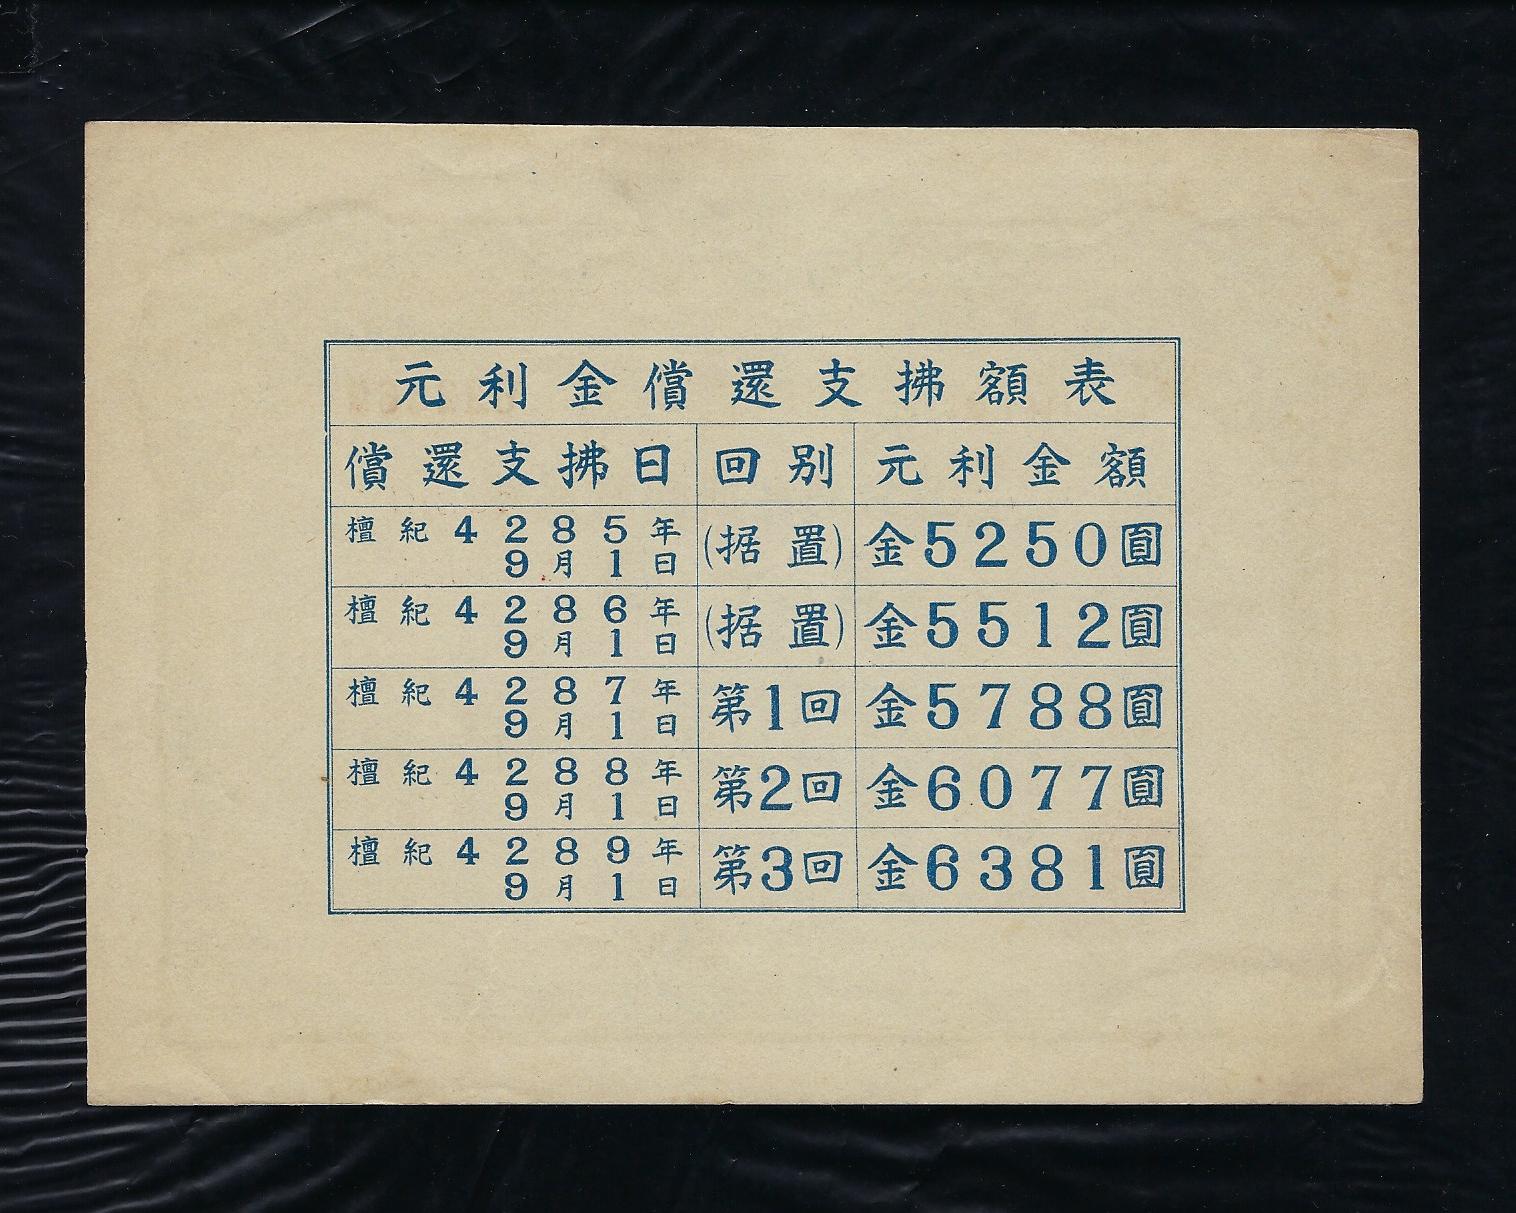 元利金償還支拂額表
償還支拂日 回別 元利金額
檀紀4285年9月1日 (据置) 金5250圓
檀紀4286年9月1日 (据置) 金5512圓
檀紀4287年9月1日 第1回 金5788圓
檀紀4288年9月1日 第2回 金6077圓
檀紀4289年9月1日 第3回 金6381圓